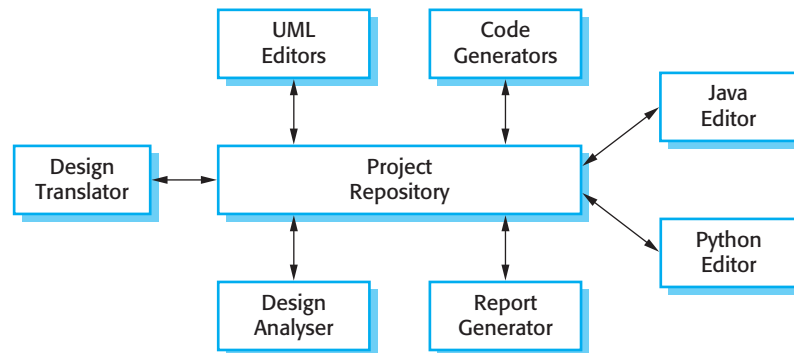 UML
Editors
Code
Generators
Java
Editor
Design
Translator
Project
Repository
Python
Editor
Design
Analyser
Report
Generator